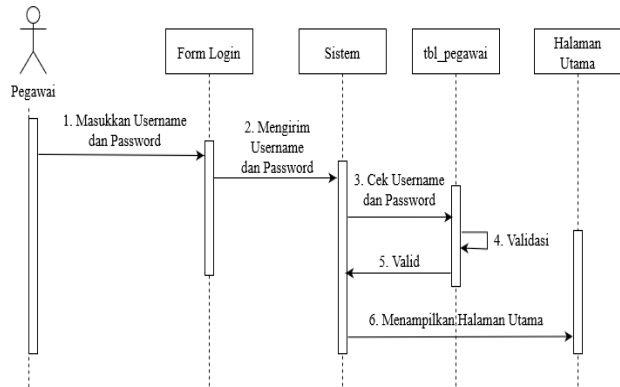 Pegawai
Form Login
Sistem
tbl_pegawai
Halaman
Utama
1. Masukkan Username
dan Password
2. Mengirim
Username
dan Password
3. Cek Username
dan Password
4. Validasi
5. Valid
6. Menampilkan Halaman Utama